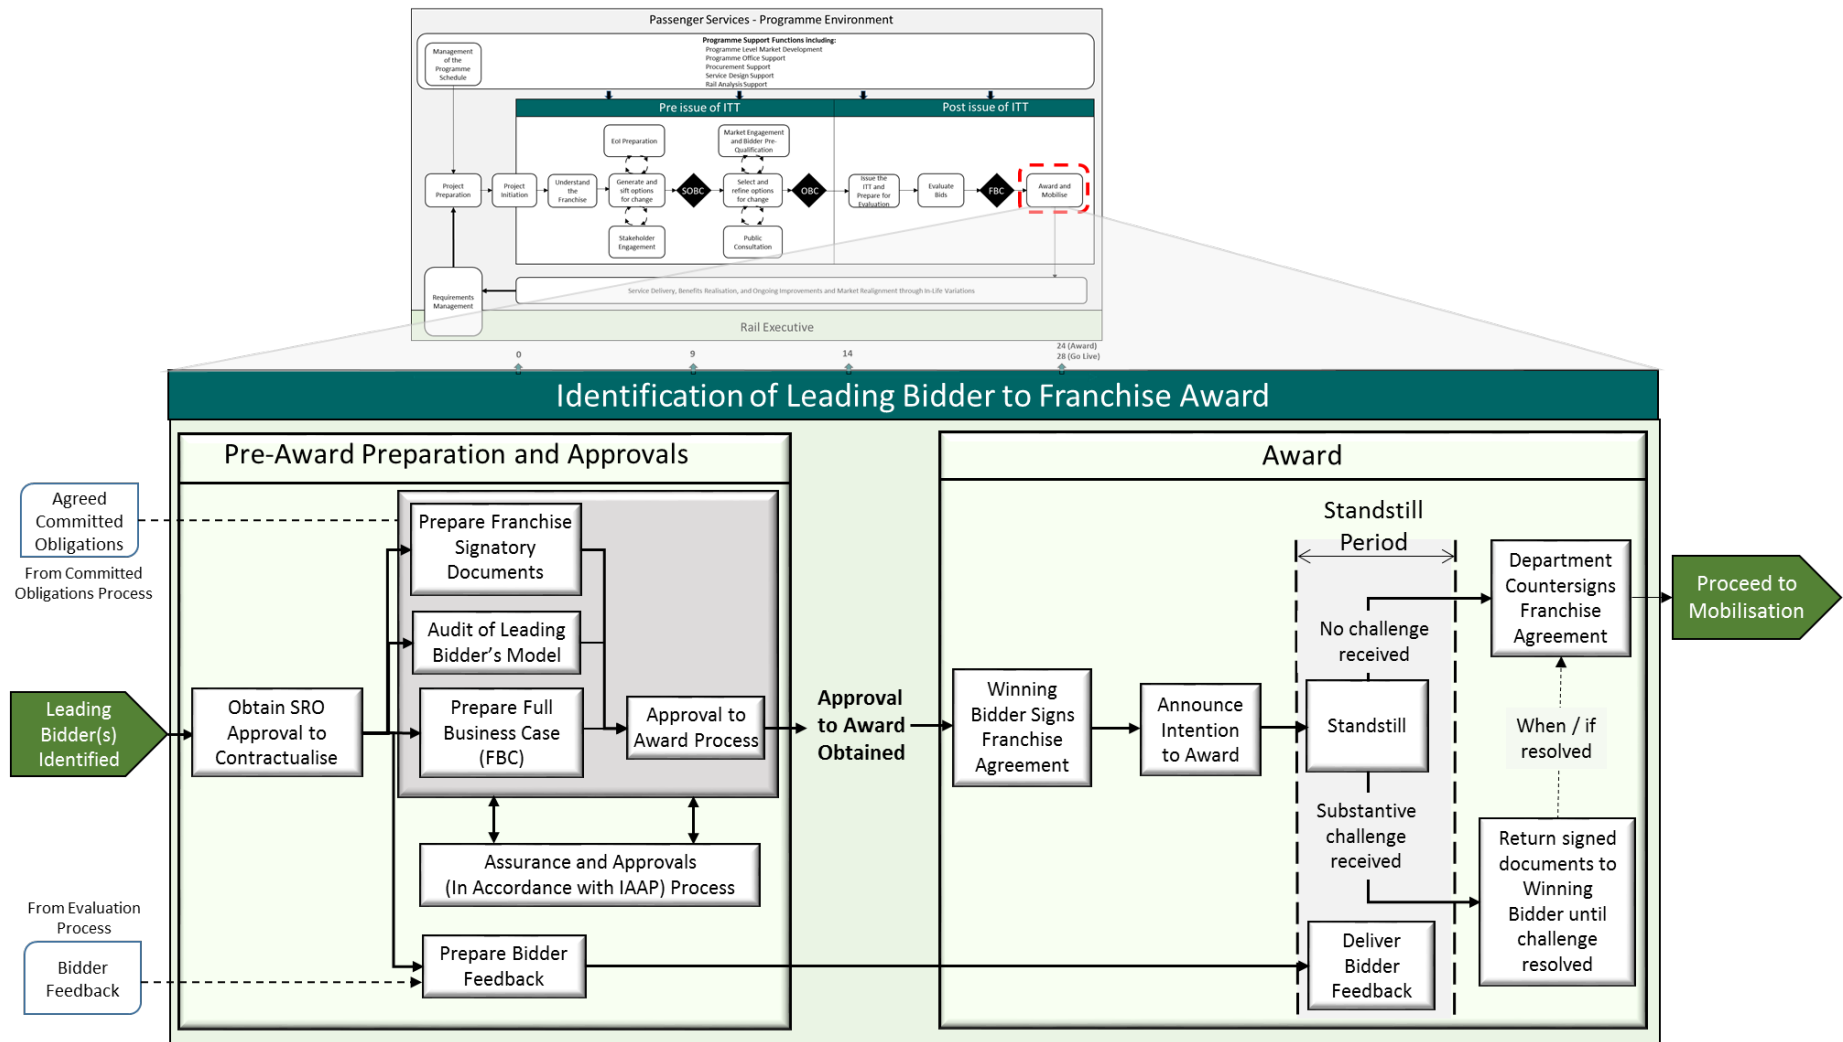 Passenger Services - Programme Environment
Programme Support Functions including:
Programme Level Market Development
Programme Office Support
Procurement Support
Service Design Support
Rail Analysis Support
Management
of the
Programme
Schedule
Pre issue of ITT
Post issue of ITT
EoI Preparation
Market Engagement
and Bidder Pre-
Qualification
Project
Preparation
Project
Initiation
Understand
the
Franchise
Generate and
sift options
for change
SOBC
Select and
refine options
for change
OBC
Issue the
ITT and
Prepare for
Evaluation
Evaluate
Bids
FBC
Award and
Mobilise
Stakeholder
Engagement
Public
Consultation
Requirements
Management
Service Delivery, Benefits Realisation, and Ongoing Improvements and Market Realignment through In-Life Variations
Rail Executive
0
9
14
24 (Award)
28 (Go Live)
Identification of Leading Bidder to Franchise Award
Pre-Award Preparation and Approvals
Award
Agreed
Committed
Obligations
From Committed
Obligations Process
Prepare Franchise
Signatory
Documents
Audit of Leading
Bidder's Model
Leading
Bidder(s)
Identified
Obtain SRO
Approval to
Contractualise
Prepare Full
Business Case
(FBC)
Approval to
Award Process
Approval
to Award
Obtained
Assurance and Approvals
(In Accordance with IAAP) Process
From Evaluation
Process
Bidder
Feedback
Prepare Bidder
Feedback
Winning
Bidder Signs
Franchise
Agreement
Announce
Intention
to Award
Standstill
Period
No challenge
received
Standstill
Substantive
challenge
received
Deliver
Bidder
Feedback
Department
Countersigns
Franchise
Agreement
When / if
resolved
Return signed
documents to
Winning
Bidder until
challenge
resolved
Proceed to
Mobilisation